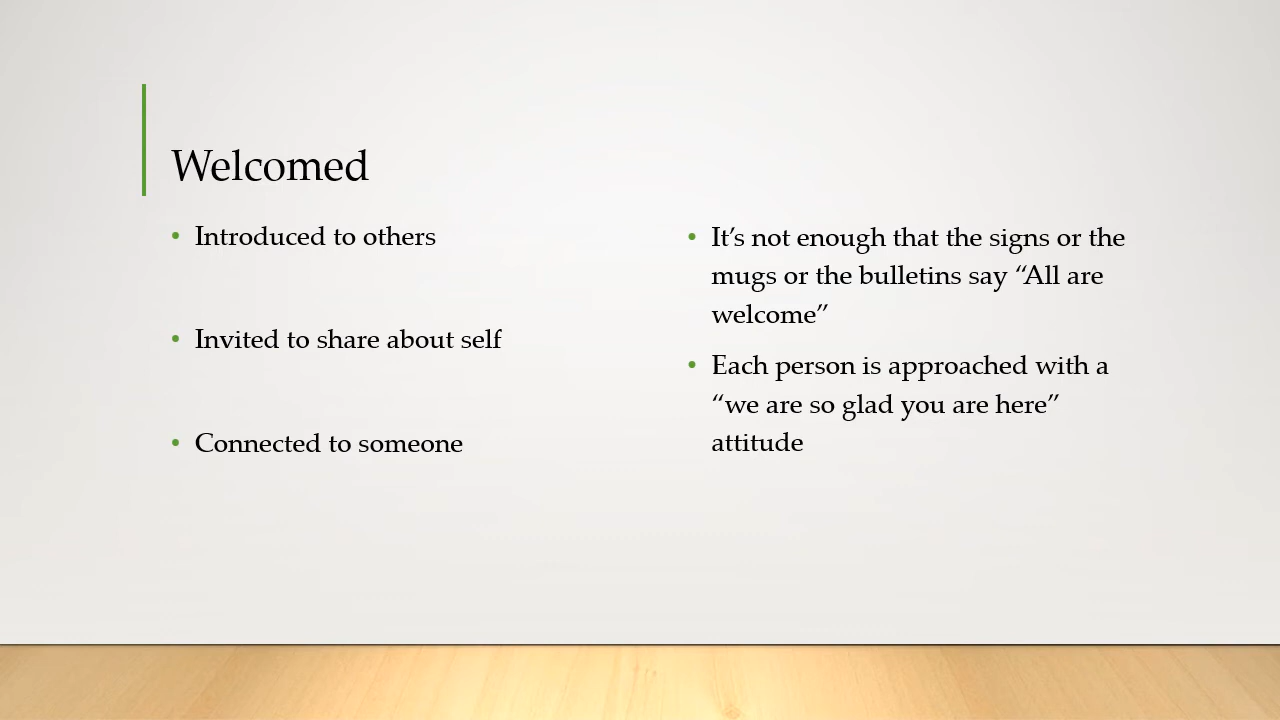 Welcomed
• Introduced to others
• Invited to share about self
• Connected to someone
• It’s not enough that the signs or the
mugs or the bulletins say “All are
welcome”
• Each person is approached with a
“we are so glad you are here”
attitude